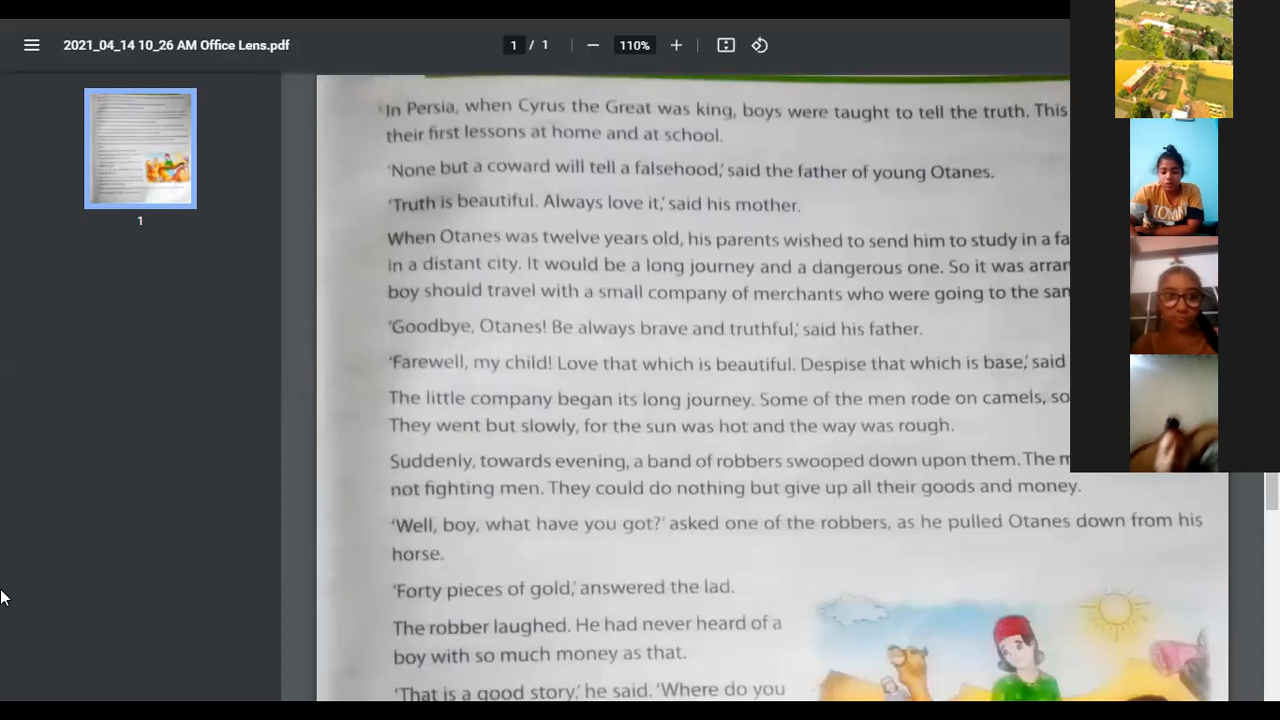 2021_04_14 10_26 AM Office Lens.pdf
1 / 1
110%
1
In Persia, when Cyrus the Great was king, boys were taught to tell the truth. This
their first lessons at home and at school.
‘None but a coward will tell a falsehood,’ said the father of young Otanes.
‘Truth is beautiful. Always love it,’ said his mother.
When Otanes was twelve years old, his parents wished to send him to study in a
in a distant city. It would be a long journey and a dangerous one. So it was
boy should travel with a small company of merchants who were going to the
‘Goodbye, Otanes! Be always brave and truthful,’ said his father.
‘Farewell, my child! Love that which is beautiful. Despise that which is base,’ said
The little company began its long journey. Some of the men rode on camels,
They went but slowly, for the sun was hot and the way was rough.
Suddenly, towards evening, a band of robbers swooped down upon them. The
not fighting men. They could do nothing but give up all their goods and money.
‘Well, boy, what have you got?’ asked one of the robbers, as he pulled Otanes down from his
horse.
‘Forty pieces of gold,’ answered the lad.
The robber laughed. He had never heard of a
boy with so much money as that.
‘That is a good story,’ he said. ‘Where do you